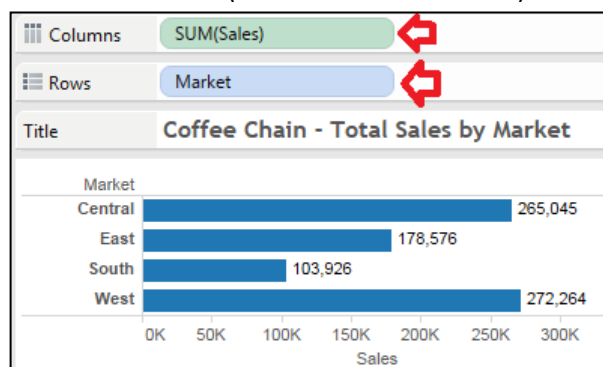 Columns SUM(Sales)
Rows Market
Title Coffee Chain - Total Sales by Market
Market
Central 265,045
East 178,576
South 103,926
West 272,264
0K 50K 100K 150K 200K 250K 300K
Sales